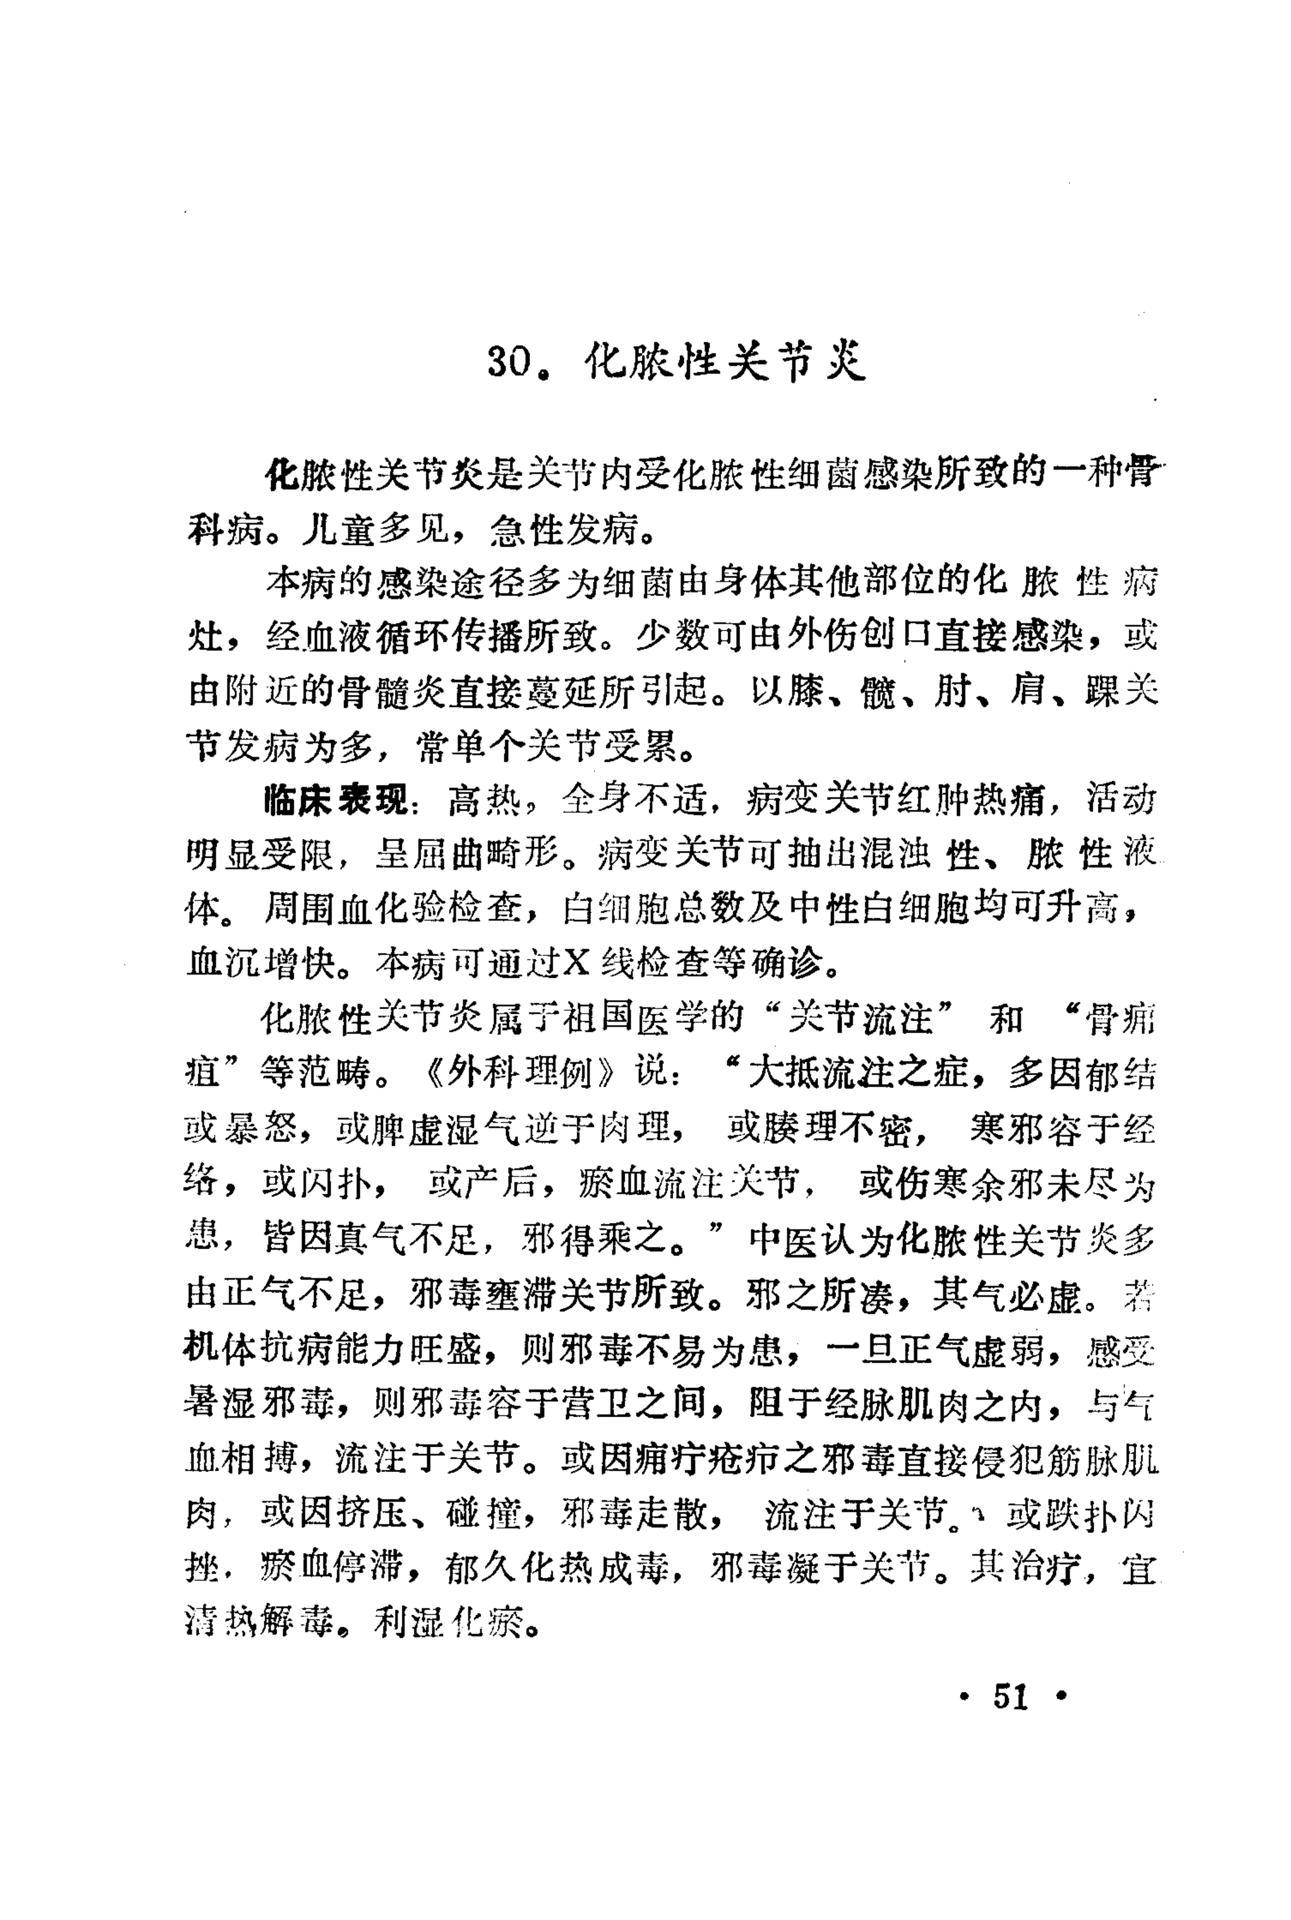 30。化脓性关节炎
化脓性关节炎是关节内受化脓性细菌感染所致的一种骨
科病。儿童多见，急性发病。
本病的感染途径多为细菌由身体其他部位的化脓性病
灶，经血液循环传播所致。少数可由外伤创口直接感染，或
由附近的骨髓炎直接蔓延所引起。以膝、髋、肘、肩、踝关
节发病为多，常单个关节受累。
临床表现：高热，全身不适，病变关节红肿热痛，活动
明显受限，呈屈曲畸形。病变关节可抽出混浊性、脓性液
体。周围血化验检查，白细胞总数及中性白细胞均可升高，
血沉增快。本病可通过X线检查等确诊。
化脓性关节炎属于祖国医学的“关节流注”和“骨痈
疽”等范畴。《外科理例》说：“大抵流注之症，多因郁结
或暴怒，或脾虚湿气逆于肉理，或腠理不密，寒邪容于经
络，或闪扑，或产后，瘀血流注关节，或伤寒余邪未尽为
患，皆因真气不足，邪得乘之。”中医认为化脓性关节炎多
由正气不足，邪毒壅滞关节所致。邪之所凑，其气必虚。若
机体抗病能力旺盛，则邪毒不易为患，一旦正气虚弱，感受
暑湿邪毒，则邪毒容于营卫之间，阻于经脉肌肉之内，与气
血相搏，流注于关节。或因痈疔疮疖之邪毒直接侵犯筋脉肌
肉，或因挤压、碰撞，邪毒走散，流注于关节。或跌扑闪
挫，瘀血停滞，郁久化热成毒，邪毒凝于关节。其治疗，宜
清热解毒。利湿化瘀。
• 51 •